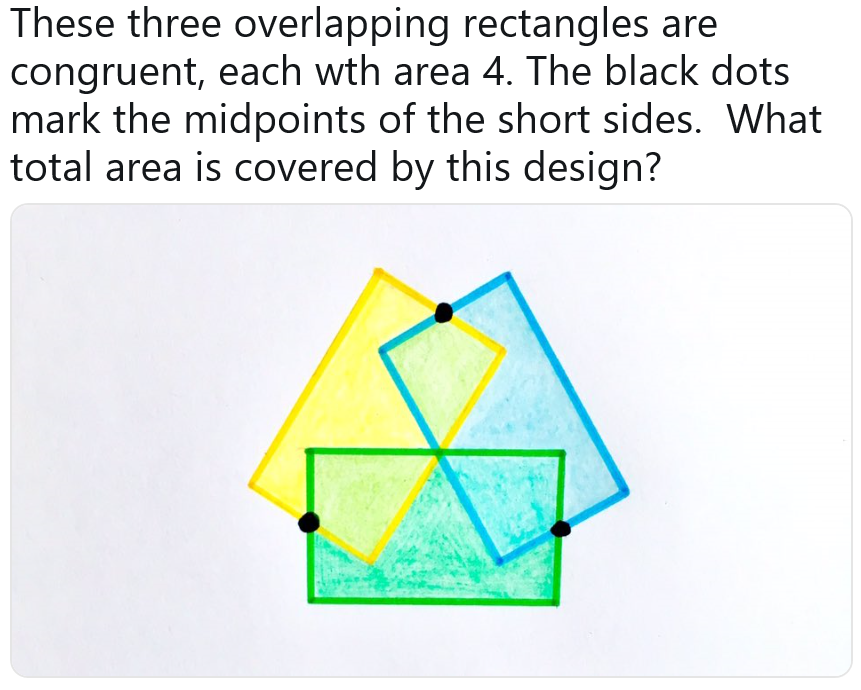 These three overlapping rectangles are
congruent, each wth area 4. The black dots
mark the midpoints of the short sides.  What
total area is covered by this design?